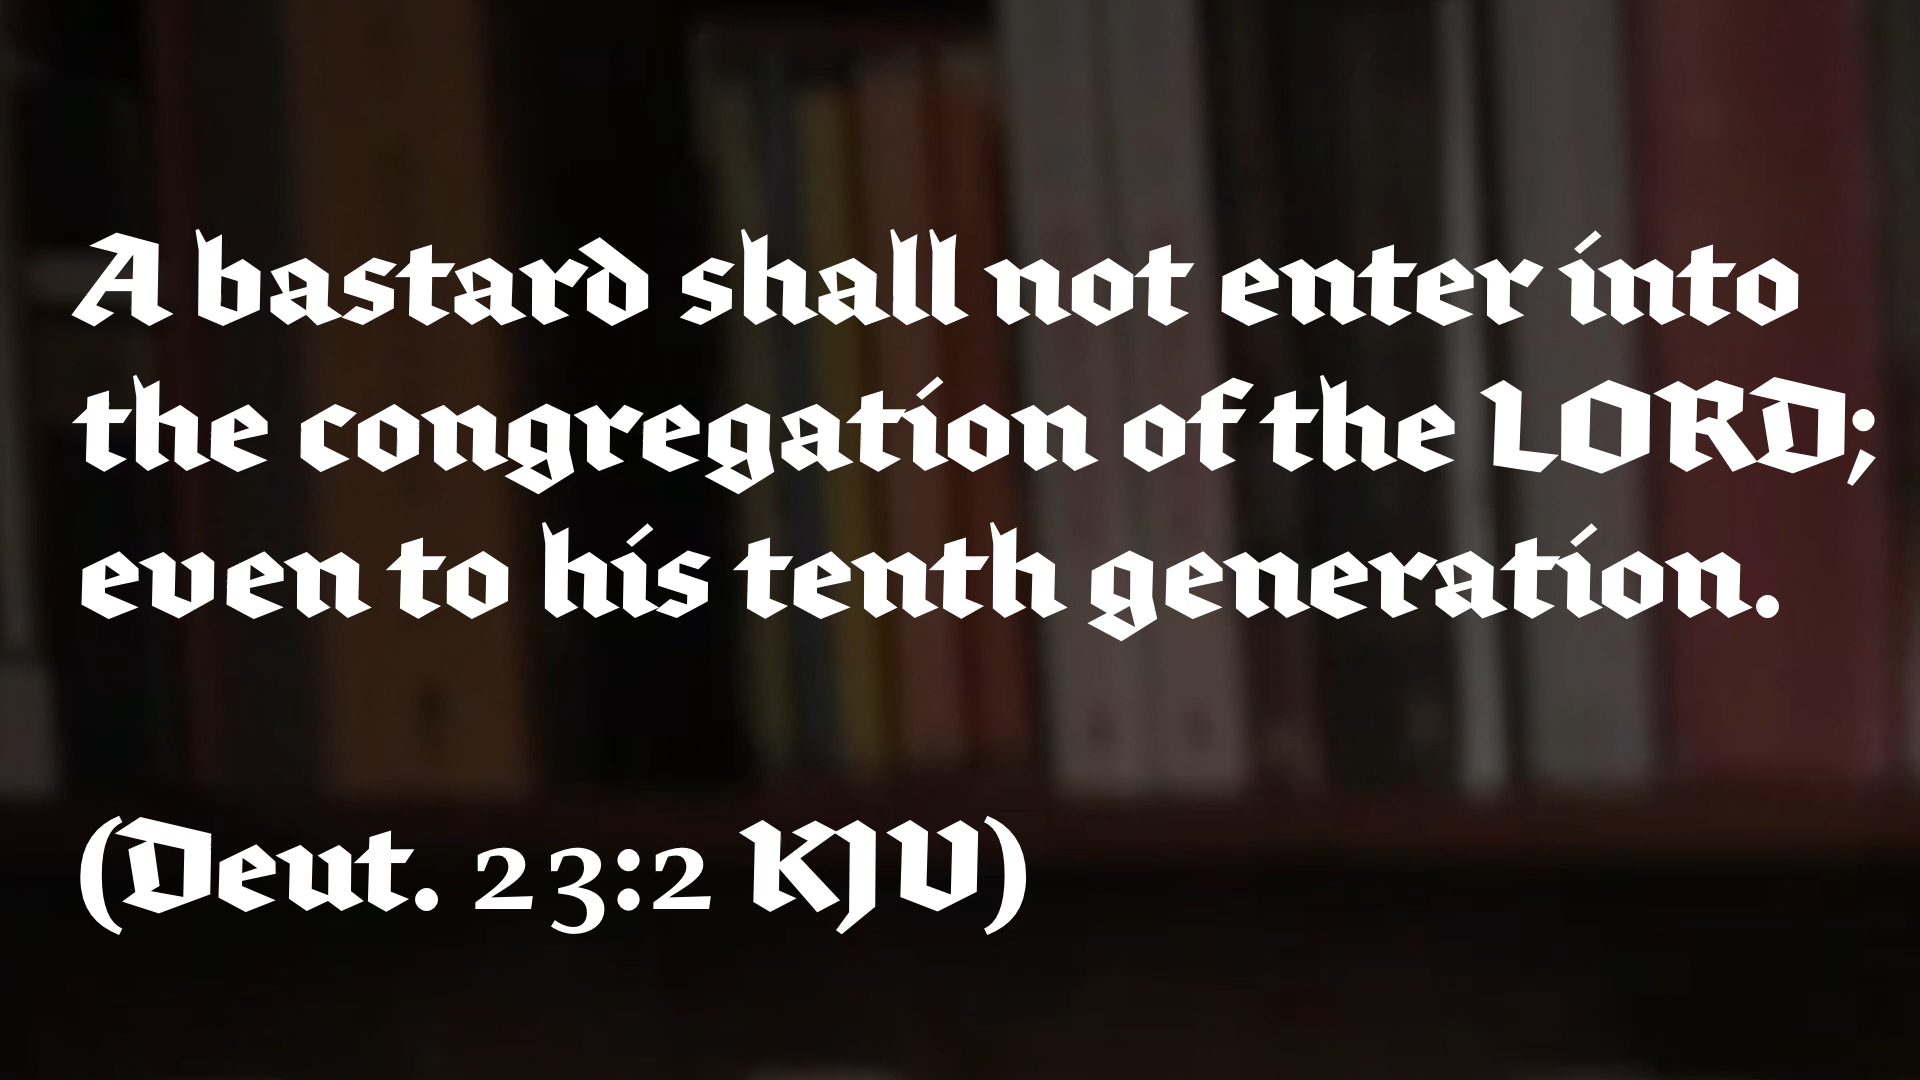 A bastard shall not enter into
the congregation of the LORD;
even to his tenth generation.
(Deut. 23:2 KJV)